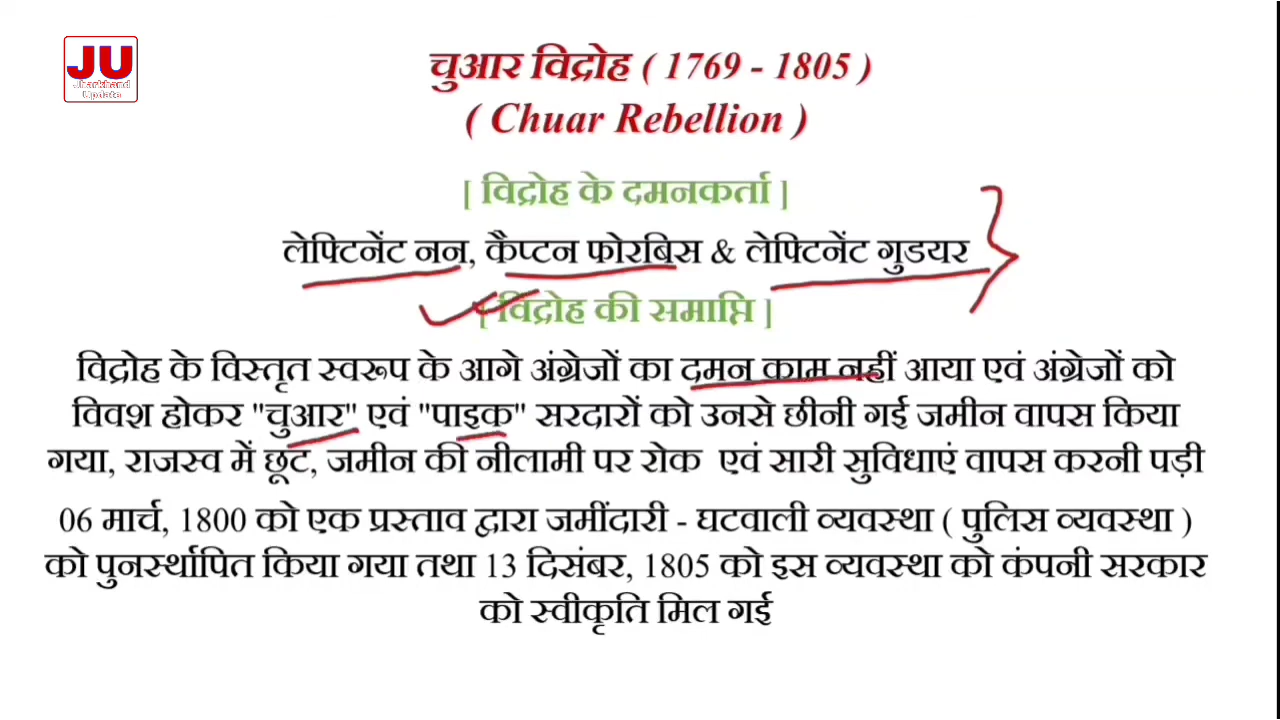 JU
Jharkhand
Update
चुआर विद्रोह ( 1769 - 1805 )
( Chuar Rebellion )
[ विद्रोह के दमनकर्ता ]
लेफ्टिनेंट नन, कैप्टन फोरबिस & लेफ्टिनेंट गुडयर
[ विद्रोह की समाप्ति ]
विद्रोह के विस्तृत स्वरूप के आगे अंग्रेजों का दमन काम नहीं आया एवं अंग्रेजों को
विवश होकर "चुआर" एवं "पाइक" सरदारों को उनसे छीनी गई जमीन वापस किया
गया, राजस्व में छूट, जमीन की नीलामी पर रोक एवं सारी सुविधाएं वापस करनी पड़ी
06 मार्च, 1800 को एक प्रस्ताव द्वारा जमींदारी - घटवाली व्यवस्था ( पुलिस व्यवस्था )
को पुनर्स्थापित किया गया तथा 13 दिसंबर, 1805 को इस व्यवस्था को कंपनी सरकार
को स्वीकृति मिल गई